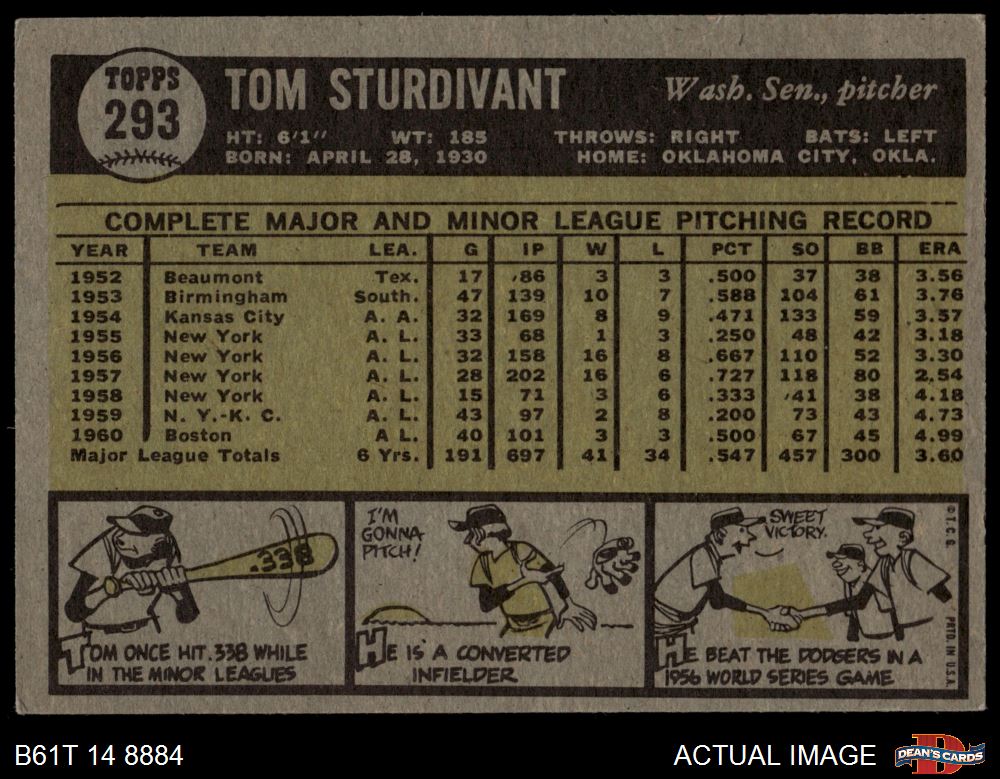 TOPPS
293
TOM STURDIVANT
Wash. Sen., pitcher
HT: 6'1" WT: 185 THROWS: RIGHT BATS: LEFT
BORN: APRIL 28, 1930 HOME: OKLAHOMA CITY, OKLA.
COMPLETE MAJOR AND MINOR LEAGUE PITCHING RECORD
YEAR TEAM LEA. G IP W L PCT SO BB ERA
1952 Beaumont Tex. 17 86 3 3 .500 37 38 3.56
1953 Birmingham South. 47 139 10 7 .588 104 61 3.76
1954 Kansas City A. A. 32 169 8 9 .471 133 59 3.57
1955 New York A. L. 33 68 1 3 .250 48 42 3.18
1956 New York A. L. 32 158 16 8 .667 110 52 3.30
1957 New York A. L. 28 202 16 6 .727 118 80 2.54
1958 New York A. L. 15 71 3 6 .333 41 38 4.18
1959 N. Y.-K. C. A. L. 43 97 2 8 .200 73 43 4.73
1960 Boston A L. 40 101 3 3 .500 67 45 4.99
Major League Totals 6 Yrs. 191 697 41 34 .547 457 300 3.60
.338
TOM ONCE HIT .338 WHILE
IN THE MINOR LEAGUES
I'M
GONNA
PITCH!
HE IS A CONVERTED
INFIELDER
SWEET
VICTORY.
HE BEAT THE DODGERS IN A
1956 WORLD SERIES GAME
© T. C. G.
PRTD. IN U.S.A.
B61T 14 8884
ACTUAL IMAGE
D
DEAN'S CARDS